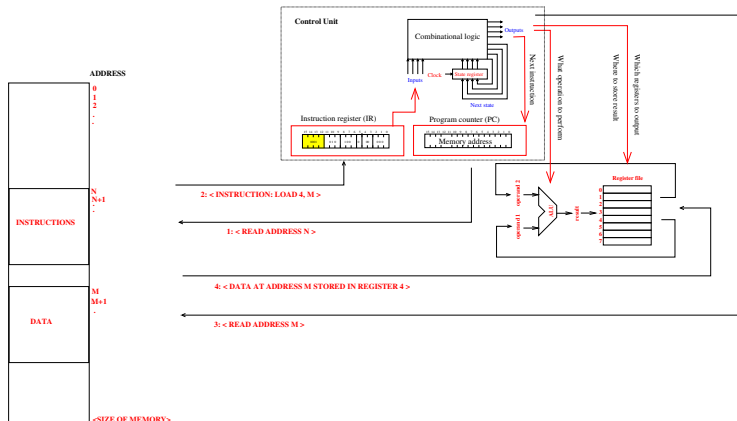 Control Unit
Combinational logic
Outputs
Inputs
Clock
State register
Next state
Next instruction
What operation to perform
Where to store result
Which registers to output
Instruction register (IR)
Program counter (PC)
Memory address
ADDRESS
0
1
2
.
.
N
N+1
.
INSTRUCTIONS
M
M+1
.
DATA
<SIZE OF MEMORY>
2: < INSTRUCTION: LOAD 4, M >
1: < READ ADDRESS N >
4: < DATA AT ADDRESS M STORED IN REGISTER 4 >
3: < READ ADDRESS M >
operand 2
operand 1
ALU
result
Register file
0
1
2
3
4
5
6
7